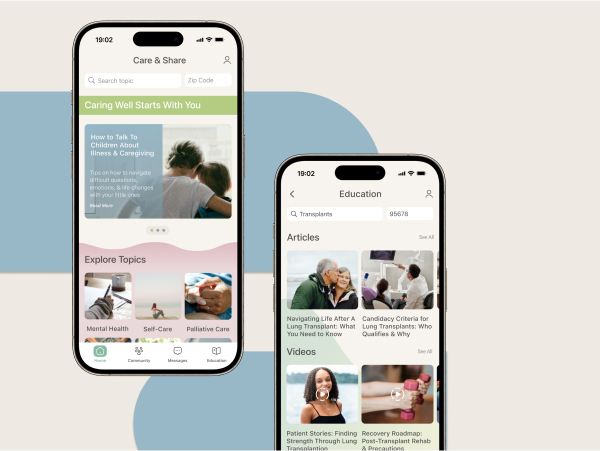 19:02
Care & Share
Search topic
Zip Code
Caring Well Starts With You
How to Talk To
Children About
Illness & Caregiving
Tips on how to navigate
difficult questions,
emotions, & life changes
with your little ones
Read More
Explore Topics
Mental Health
Self-Care
Palliative Care
Home
Community
Messages
Education
19:02
Education
Transplants
95678
Articles
See All
Navigating Life After A
Lung Transplant: What
You Need to Know
Candidacy Criteria for
Lung Transplants: Who
Qualifies & Why
Videos
See All
Patient Stories: Finding
Strength Through Lung
Transplantion
Recovery Roadmap:
Post-Transplant Rehab
& Precautions